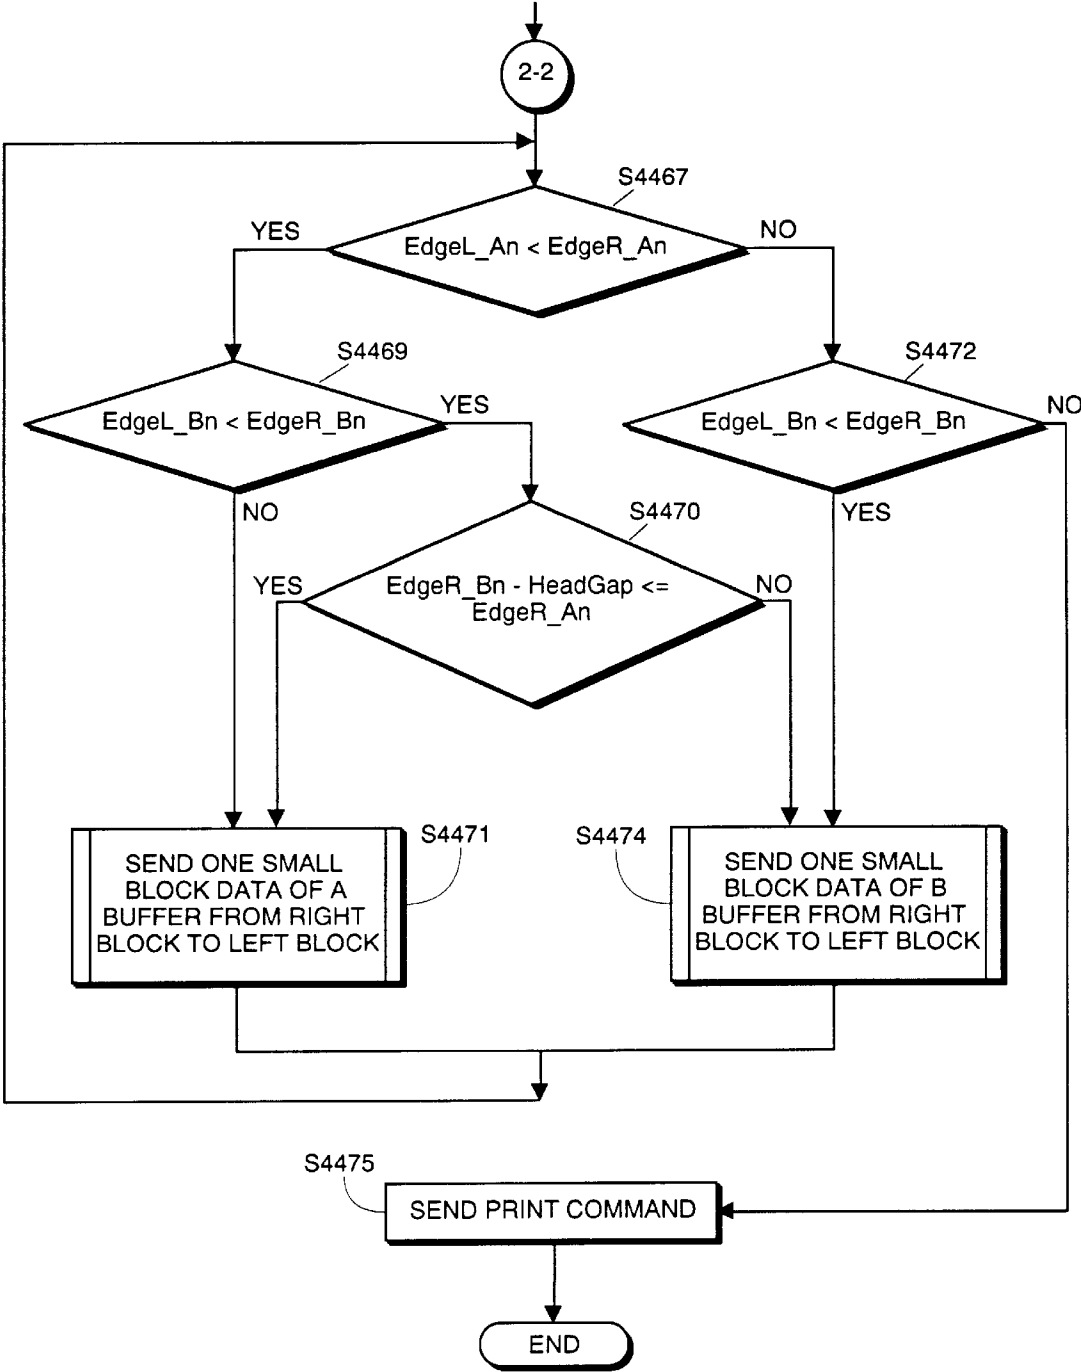 2-2
S4467
YES
NO
EdgeL_An < EdgeR_An
S4469
S4472
EdgeL_Bn < EdgeR_Bn
YES
EdgeL_Bn < EdgeR_Bn
NO
NO
YES
S4470
YES
NO
EdgeR_Bn - HeadGap <=
EdgeR_An
S4471
SEND ONE SMALL
BLOCK DATA OF A
BUFFER FROM RIGHT
BLOCK TO LEFT BLOCK
S4474
SEND ONE SMALL
BLOCK DATA OF B
BUFFER FROM RIGHT
BLOCK TO LEFT BLOCK
S4475
SEND PRINT COMMAND
END